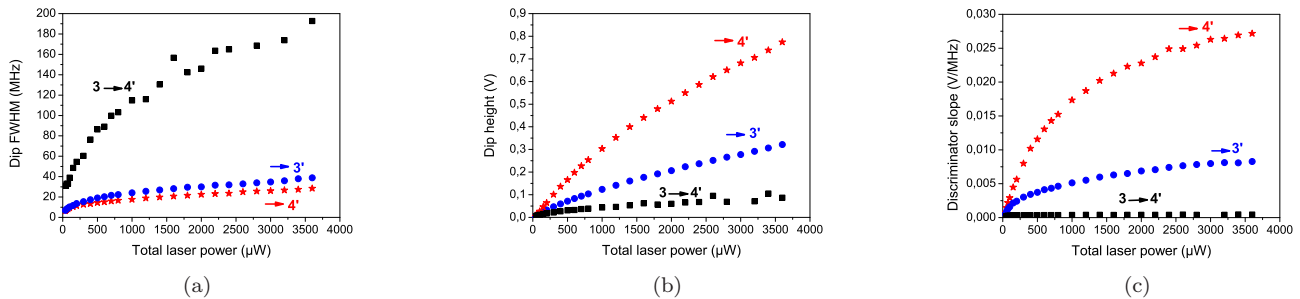 Dip FWHM (MHz)
200
180
160
140
120
100
80
60
40
20
0
3 → 4'
→ 3'
→ 4'
0 500 1000 1500 2000 2500 3000 3500 4000
Total laser power (µW)
(a)
Dip height (V)
0,9
0,8
0,7
0,6
0,5
0,4
0,3
0,2
0,1
0,0
→ 4'
→ 3'
3 → 4'
0 500 1000 1500 2000 2500 3000 3500 4000
Total laser power (µW)
(b)
Discriminator slope (V/MHz)
0,030
0,025
0,020
0,015
0,010
0,005
0,000
→ 4'
→ 3'
3 → 4'
0 500 1000 1500 2000 2500 3000 3500 4000
Total laser power (µW)
(c)